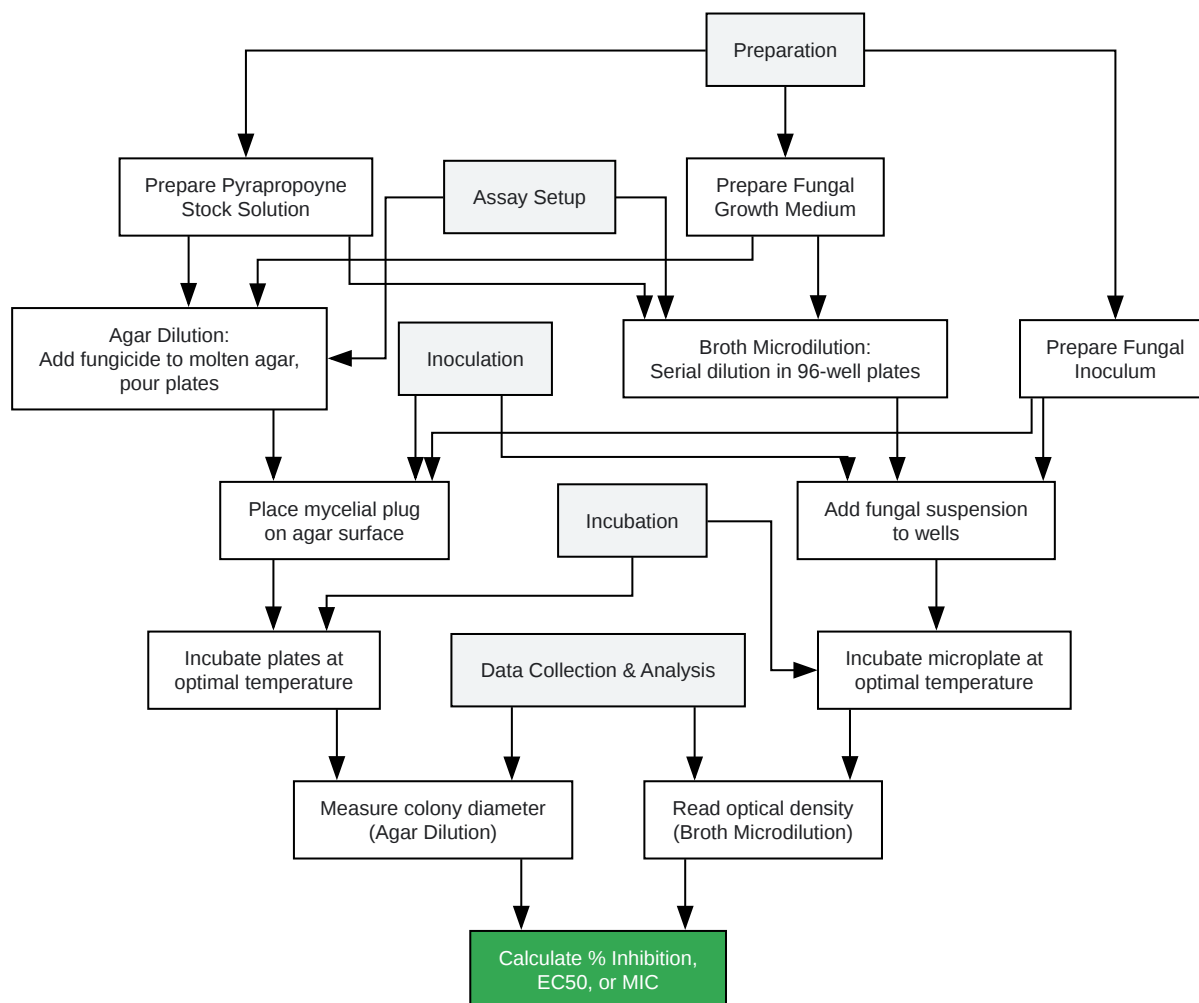 Preparation
Prepare Pyrapropoyne
Stock Solution
Assay Setup
Prepare Fungal
Growth Medium
Agar Dilution:
Add fungicide to molten agar,
pour plates
Inoculation
Broth Microdilution:
Serial dilution in 96-well plates
Prepare Fungal
Inoculum
Place mycelial plug
on agar surface
Incubation
Add fungal suspension
to wells
Incubate plates at
optimal temperature
Data Collection & Analysis
Incubate microplate at
optimal temperature
Measure colony diameter
(Agar Dilution)
Read optical density
(Broth Microdilution)
Calculate % Inhibition,
EC50, or MIC